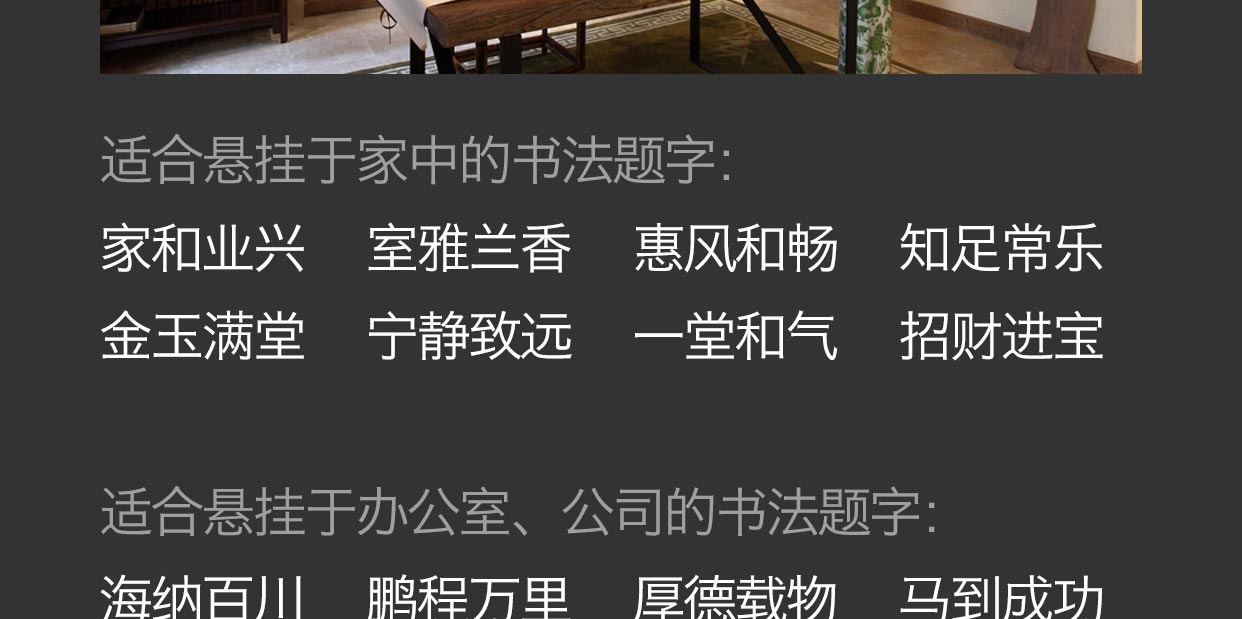 适合悬挂于家中的书法题字：
家和业兴 室雅兰香 惠风和畅 知足常乐
金玉满堂 宁静致远 一堂和气 招财进宝
适合悬挂于办公室、公司的书法题字：
海纳百川 鹏程万里 厚德载物 马到成功